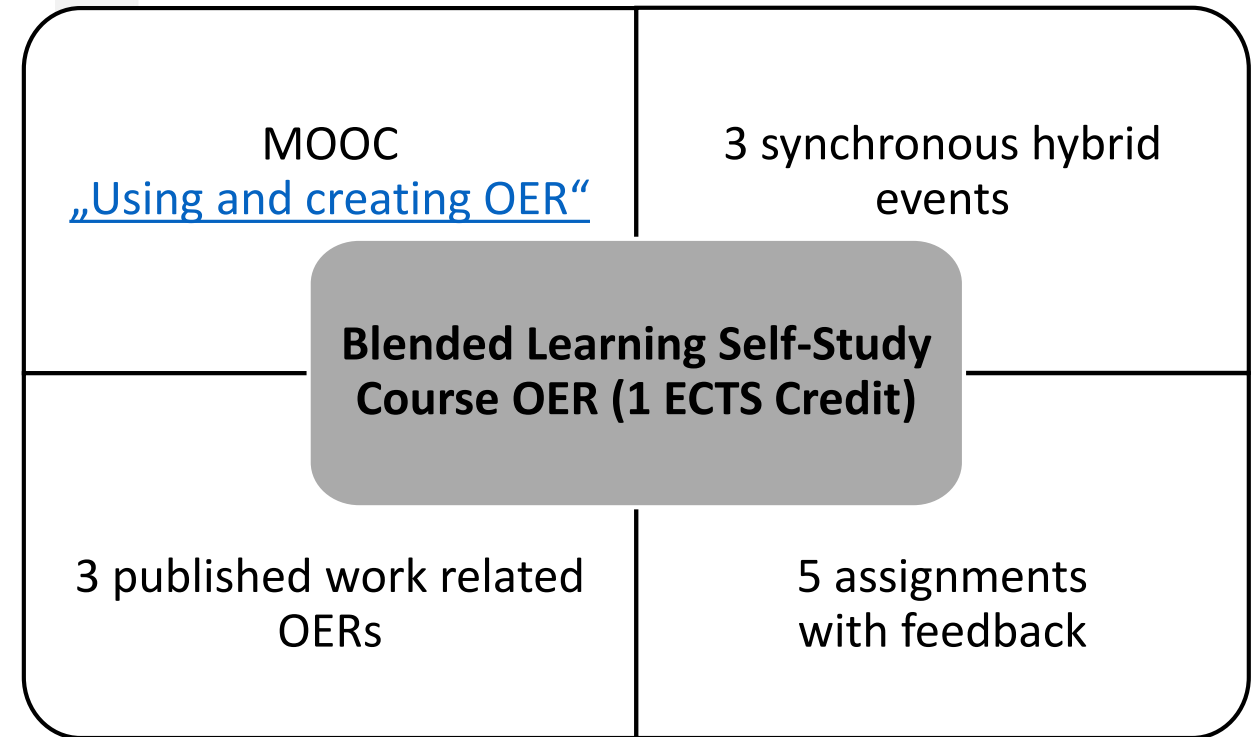 MOOC
„Using and creating OER“
3 synchronous hybrid
events
Blended Learning Self-Study
Course OER (1 ECTS Credit)
3 published work related
OERs
5 assignments
with feedback